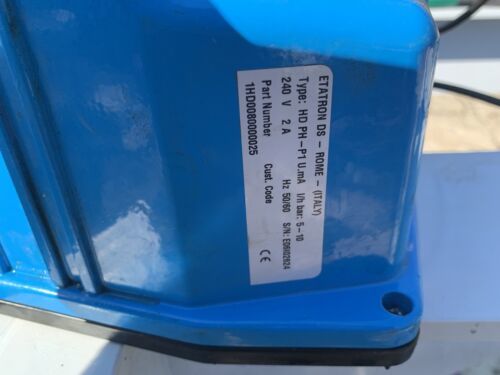 ETATRON DS - ROME - (ITALY)
Type: HD PH-P1 U.mA l/h bar: 5-10
240 V 2 A Hz 50/60 S/N: E06I02824
Part Number Cust. Code
1HD0080000025
CE